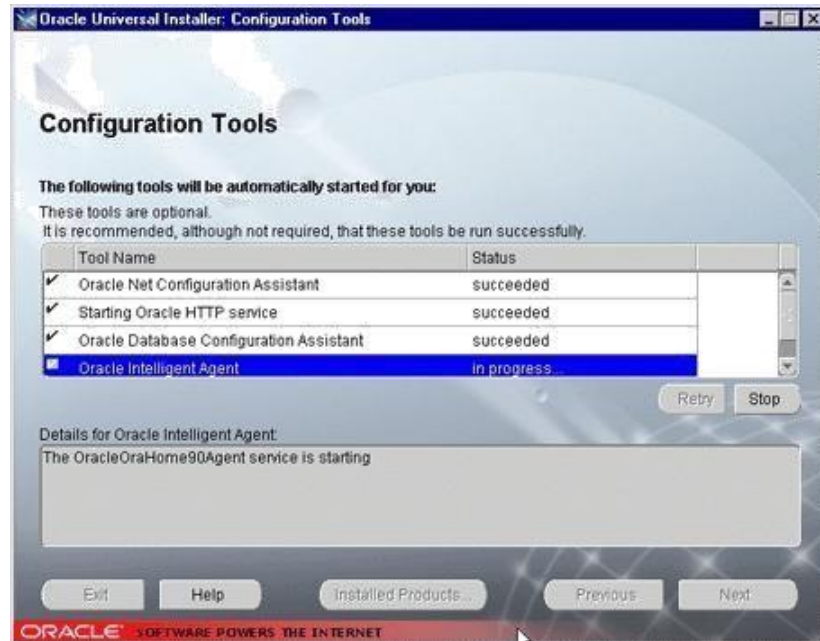 Oracle Universal Installer: Configuration Tools
Configuration Tools
The following tools will be automatically started for you:
These tools are optional.
It is recommended, although not required, that these tools be run successfully.
Tool Name Status
Oracle Net Configuration Assistant succeeded
Starting Oracle HTTP service succeeded
Oracle Database Configuration Assistant succeeded
Oracle Intelligent Agent in progress...
Retry Stop
Details for Oracle Intelligent Agent:
The OracleOraHome90Agent service is starting
Exit Help Installed Products... Previous Next
ORACLE SOFTWARE POWERS THE INTERNET